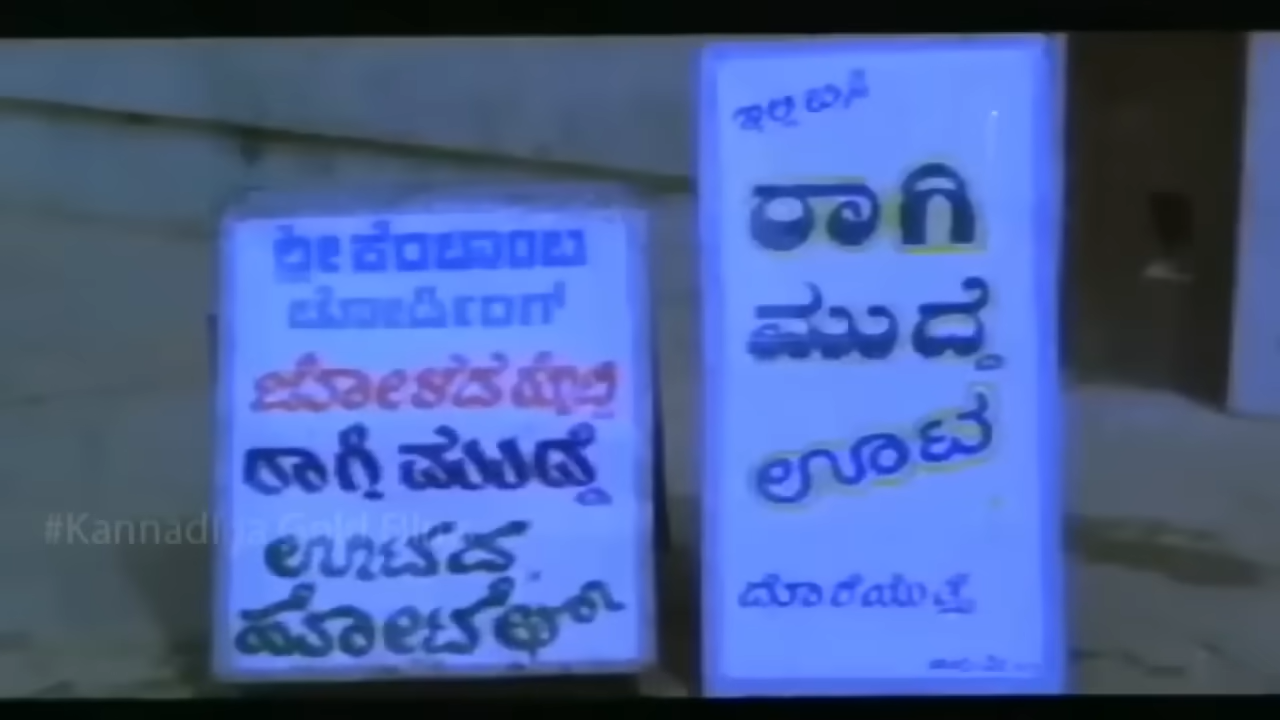 ಶ್ರೀ ಕೆಂಚಾಂಬ
ಬೋರ್ಡಿಂಗ್
ಜೋಳದ ರೊಟ್ಟಿ
ರಾಗಿ ಮುದ್ದೆ
ಊಟದ
ಹೋಟೆಲ್
ಇಲ್ಲಿ ಬಿಸಿ
ರಾಗಿ
ಮುದ್ದೆ
ಊಟ
ದೊರೆಯುತ್ತೆ
#Kannadiga Gold Films